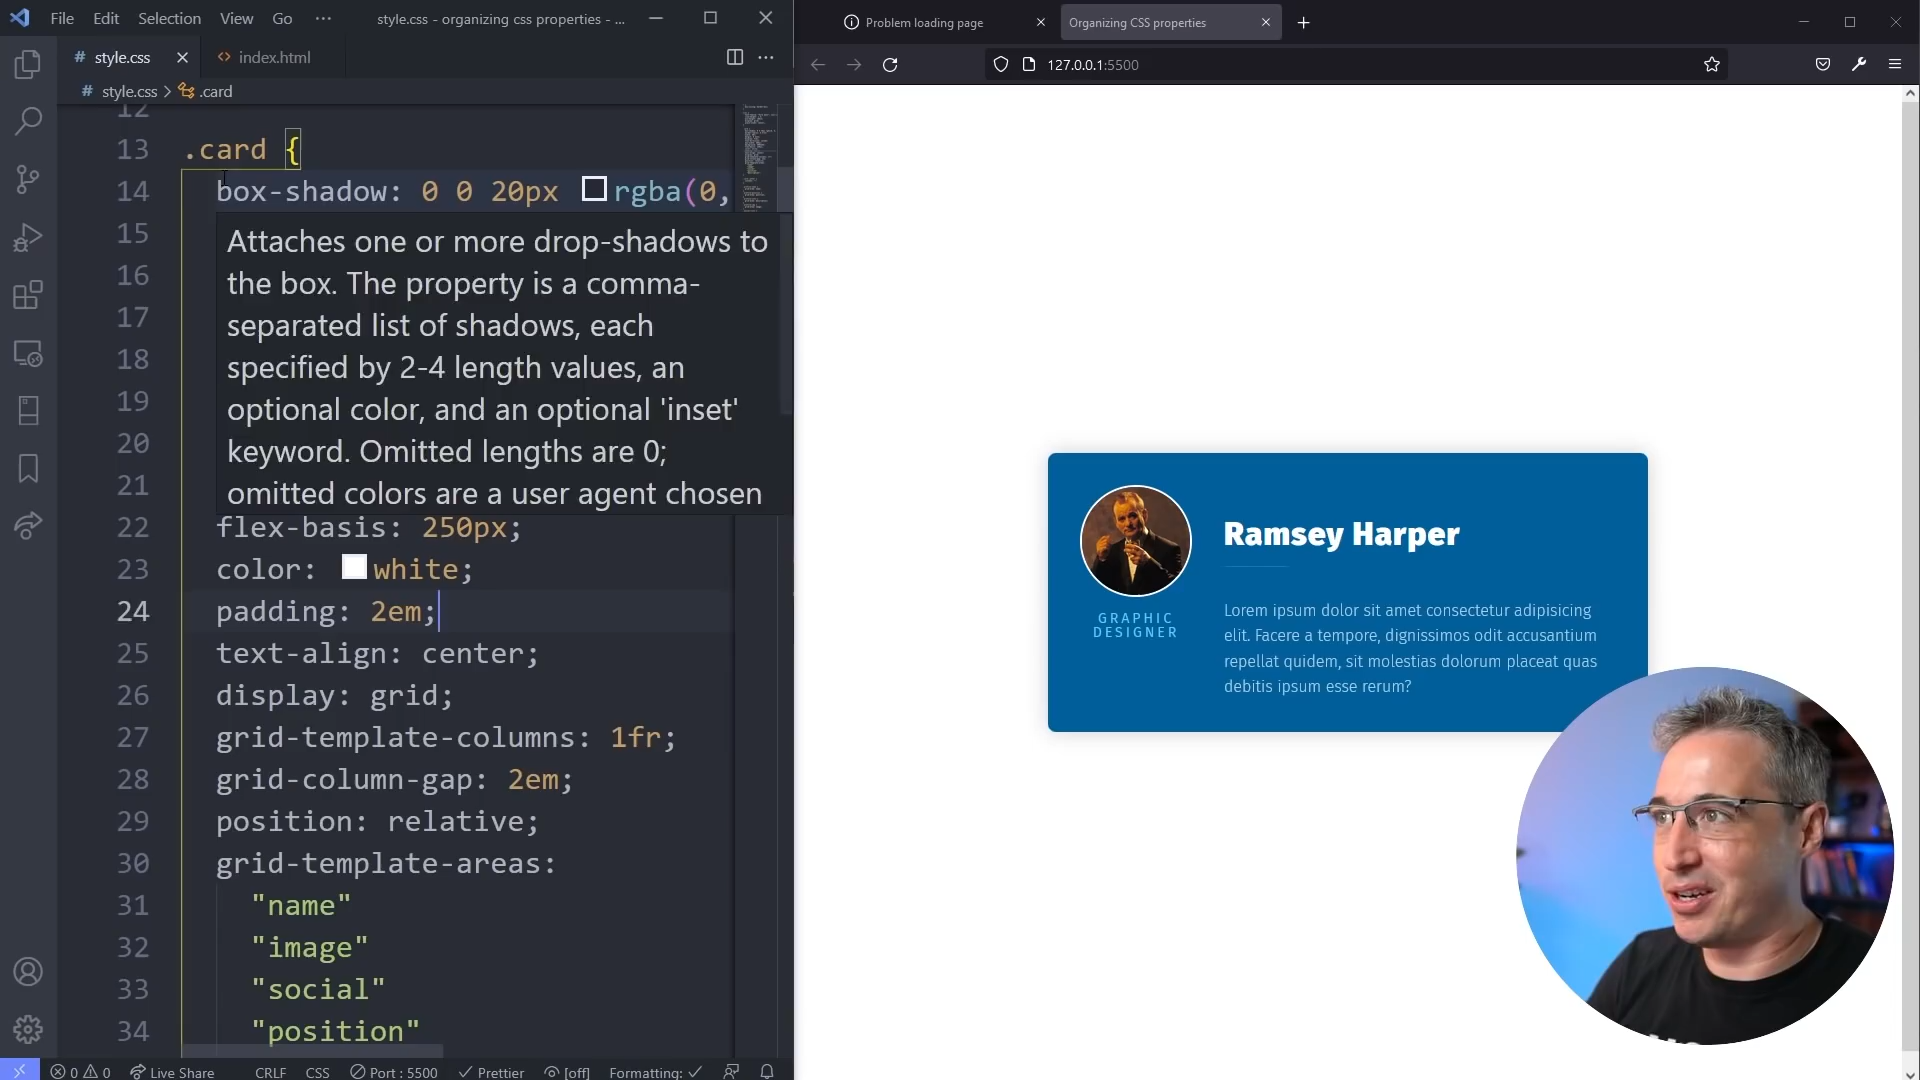 File Edit Selection View Go ··· style.css - organizing css properties - ...
# style.css
<> index.html
# style.css > .card
12
13 .card {
14 box-shadow: 0 0 20px rgba(0,
15
16
17
18
19
20
21
Attaches one or more drop-shadows to
the box. The property is a comma-
separated list of shadows, each
specified by 2-4 length values, an
optional color, and an optional 'inset'
keyword. Omitted lengths are 0;
omitted colors are a user agent chosen
22 flex-basis: 250px;
23 color: white;
24 padding: 2em;
25 text-align: center;
26 display: grid;
27 grid-template-columns: 1fr;
28 grid-column-gap: 2em;
29 position: relative;
30 grid-template-areas:
31 "name"
32 "image"
33 "social"
34 "position"
0 0 Live Share CRLF CSS Port : 5500 Prettier [off] Formatting:
Problem loading page
Organizing CSS properties
127.0.0.1:5500
Ramsey Harper
GRAPHIC
DESIGNER
Lorem ipsum dolor sit amet consectetur adipisicing
elit. Facere a tempore, dignissimos odit accusantium
repellat quidem, sit molestias dolorum placeat quas
debitis ipsum esse rerum?